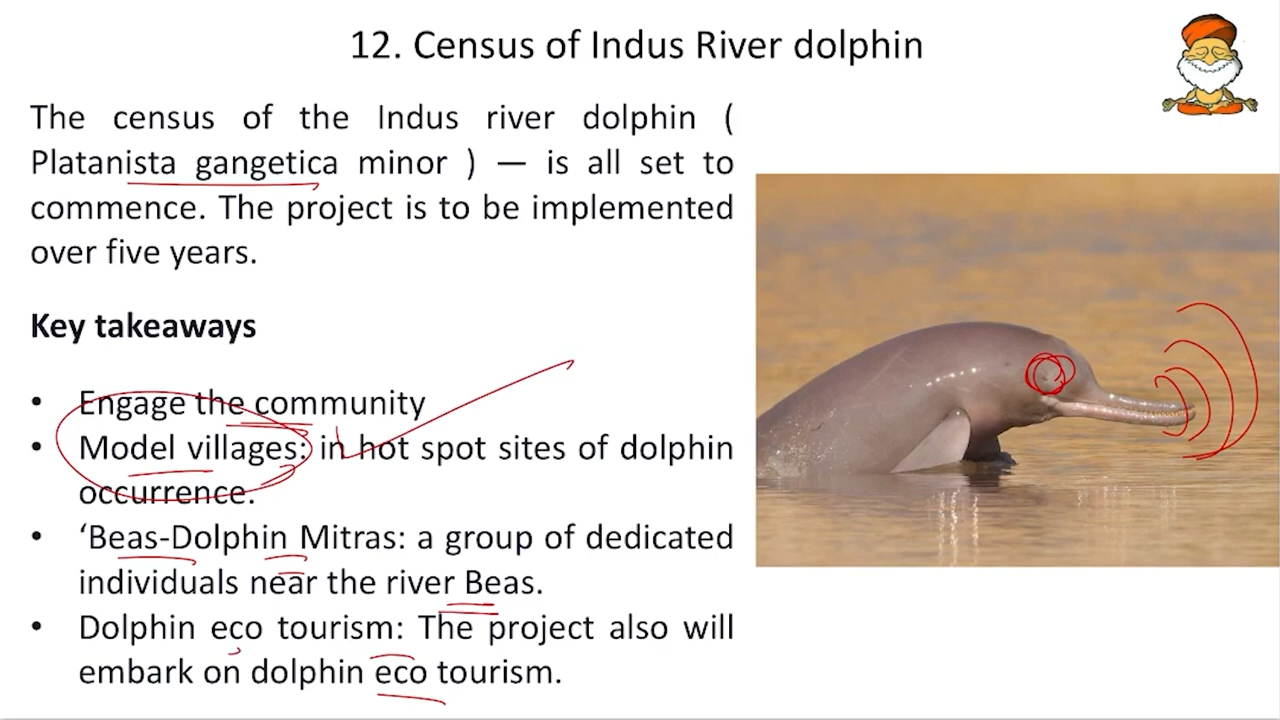 12. Census of Indus River dolphin
The census of the Indus river dolphin (
Platanista gangetica minor ) — is all set to
commence. The project is to be implemented
over five years.
Key takeaways
• Engage the community
• Model villages: in hot spot sites of dolphin
occurrence.
• ‘Beas-Dolphin Mitras: a group of dedicated
individuals near the river Beas.
• Dolphin eco tourism: The project also will
embark on dolphin eco tourism.